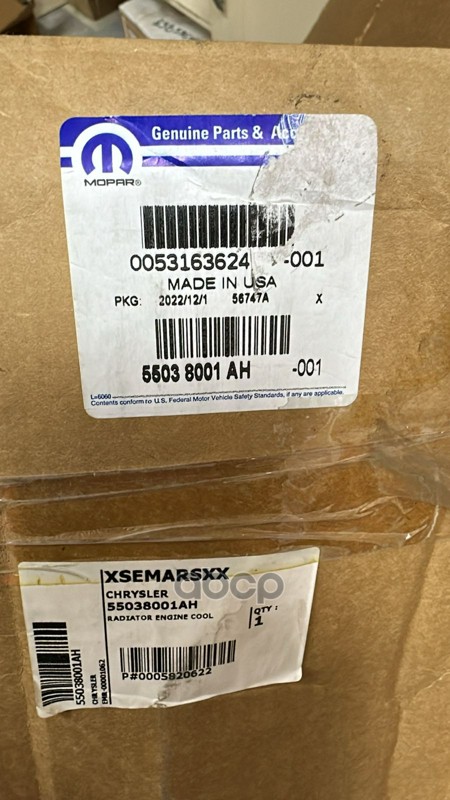 Genuine Parts &
MOPAR®
0053163624 -001
MADE IN USA
PKG: 2022/12/1 56747A X
5503 8001 AH -001
L=6060
Contents conform to U.S. Federal Motor Vehicle Safety Standards, if any are applicable.
XSEMARSXX
CHRYSLER
55038001AH
RADIATOR ENGINE COOL
QTY :
1
P#0005820622
55038001AH
CHRYSLER
EMR-00001062